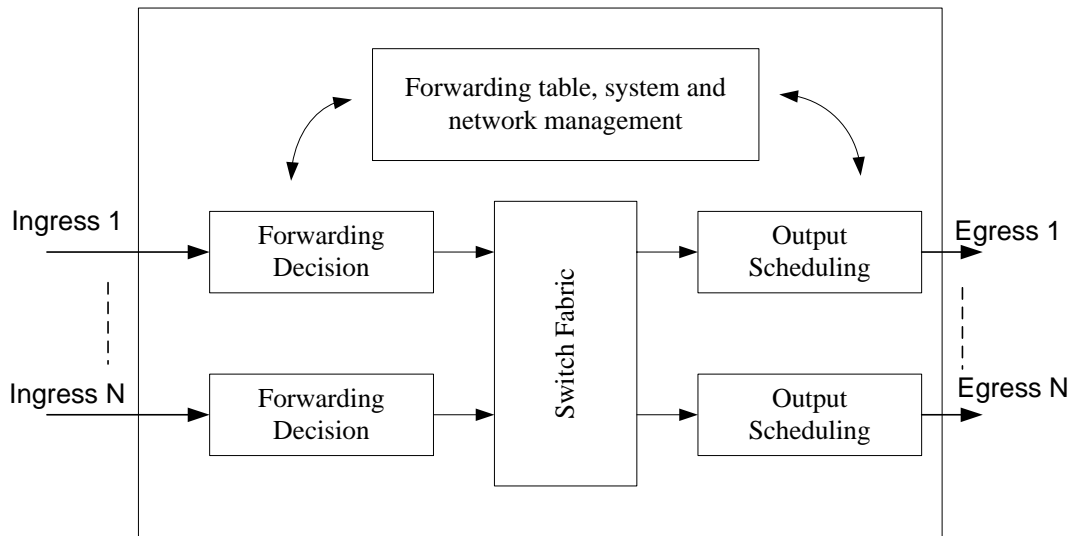 Forwarding table, system and
network management
Ingress 1
Forwarding
Decision
Switch Fabric
Output
Scheduling
Egress 1
Ingress N
Forwarding
Decision
Output
Scheduling
Egress N